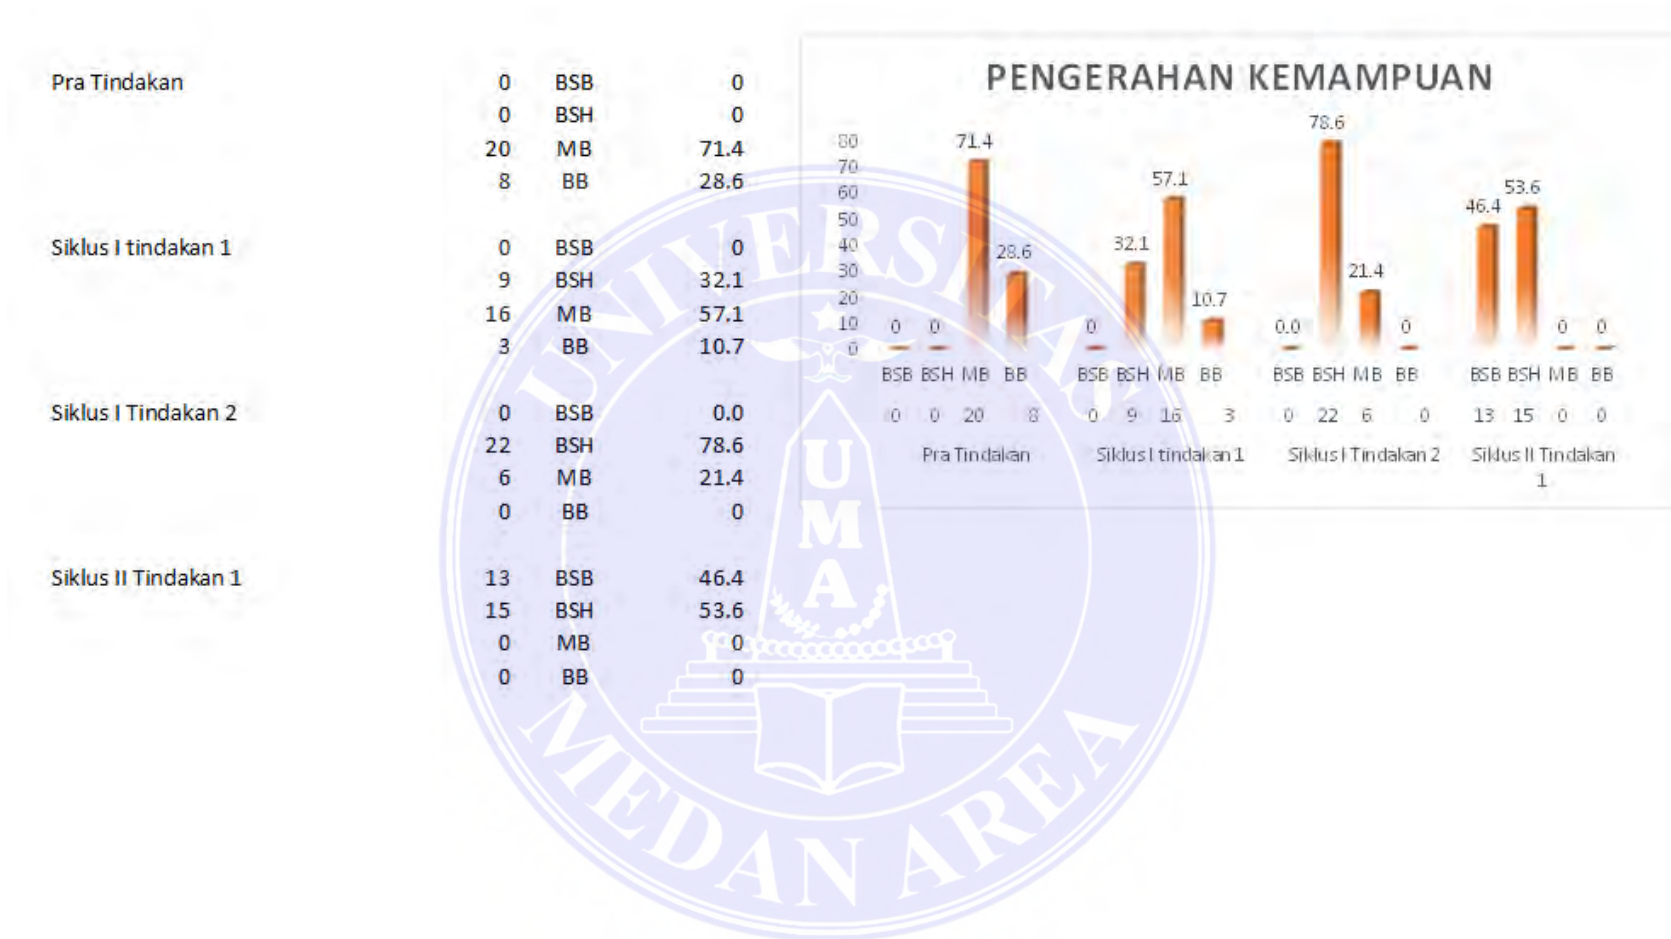 Pra Tindakan 0 BSB 0
0 BSH 0
20 MB 71.4
8 BB 28.6
Siklus I tindakan 1 0 BSB 0
9 BSH 32.1
16 MB 57.1
3 BB 10.7
Siklus I Tindakan 2 0 BSB 0.0
22 BSH 78.6
6 MB 21.4
0 BB 0
Siklus II Tindakan 1 13 BSB 46.4
15 BSH 53.6
0 MB 0
0 BB 0
PENGERAHAN KEMAMPUAN
80
70
60
50
40
30
20
10
0
0 0 71.4 28.6 0 32.1 57.1 10.7 0.0 78.6 21.4 0 46.4 53.6 0 0
BSB BSH MB BB BSB BSH MB BB BSB BSH MB BB BSB BSH MB BB
0 0 20 8 0 9 16 3 0 22 6 0 13 15 0 0
Pra Tindakan Siklus I tindakan 1 Siklus I Tindakan 2 Siklus II Tindakan
1
UNIVERSITAS
UMA
MEDAN AREA